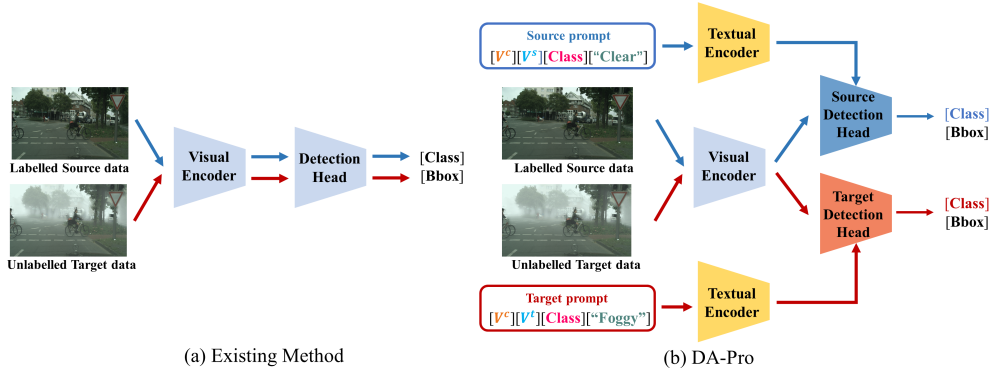 Labelled Source data
Unlabelled Target data
Visual
Encoder
Detection
Head
[Class]
[Bbox]
(a) Existing Method
Source prompt
[V^c][V^s][Class]["Clear"]
Textual
Encoder
Labelled Source data
Unlabelled Target data
Visual
Encoder
Source
Detection
Head
[Class]
[Bbox]
Target
Detection
Head
[Class]
[Bbox]
Target prompt
[V^c][V^t][Class]["Foggy"]
Textual
Encoder
(b) DA-Pro